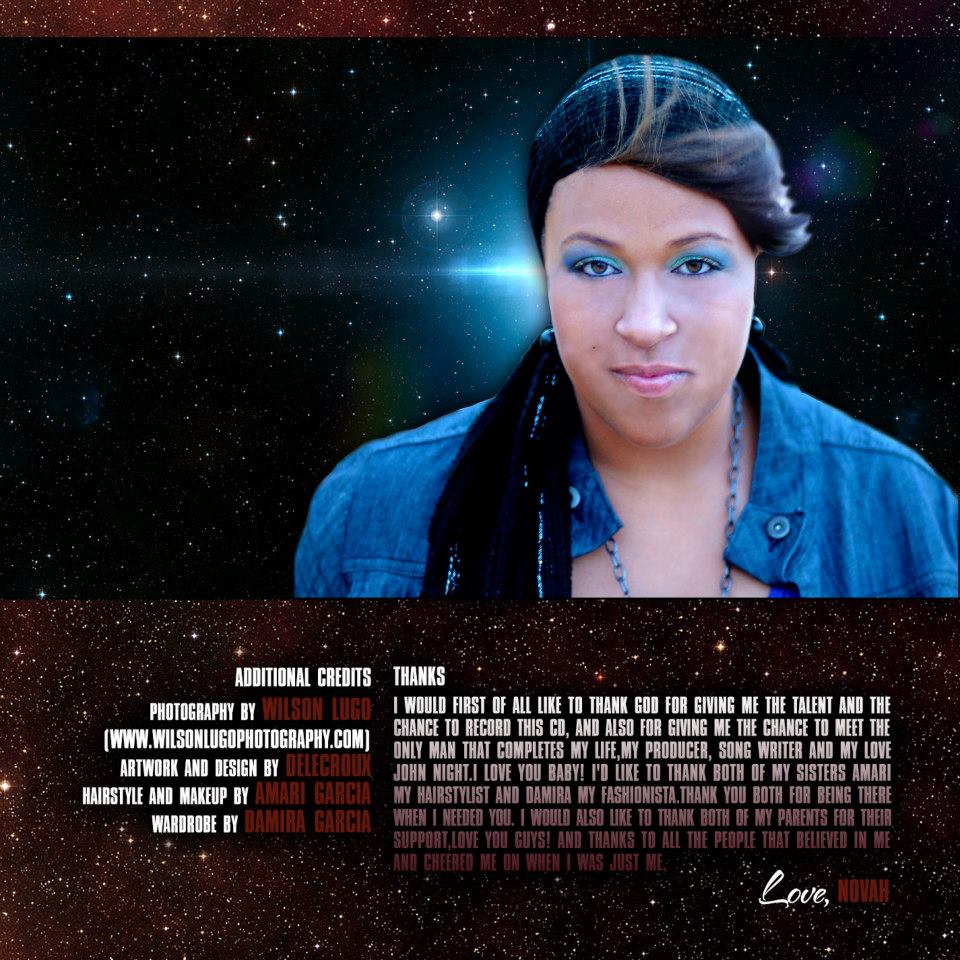 ADDITIONAL CREDITS
PHOTOGRAPHY BY WILSON LUGO
(WWW.WILSONLUGOPHOTOGRAPHY.COM)
ARTWORK AND DESIGN BY DELECROUX
HAIRSTYLE AND MAKEUP BY AMARI GARCIA
WARDROBE BY DAMIRA GARCIA
THANKS
I WOULD FIRST OF ALL LIKE TO THANK GOD FOR GIVING ME THE TALENT AND THE
CHANCE TO RECORD THIS CD, AND ALSO FOR GIVING ME THE CHANCE TO MEET THE
ONLY MAN THAT COMPLETES MY LIFE,MY PRODUCER, SONG WRITER AND MY LOVE
JOHN NIGHT.I LOVE YOU BABY! I'D LIKE TO THANK BOTH OF MY SISTERS AMARI
MY HAIRSTYLIST AND DAMIRA MY FASHIONISTA.THANK YOU BOTH FOR BEING THERE
WHEN I NEEDED YOU. I WOULD ALSO LIKE TO THANK BOTH OF MY PARENTS FOR THEIR
SUPPORT,LOVE YOU GUYS! AND THANKS TO ALL THE PEOPLE THAT BELIEVED IN ME
AND CHEERED ME ON WHEN I WAS JUST ME.
Love, NOVAH